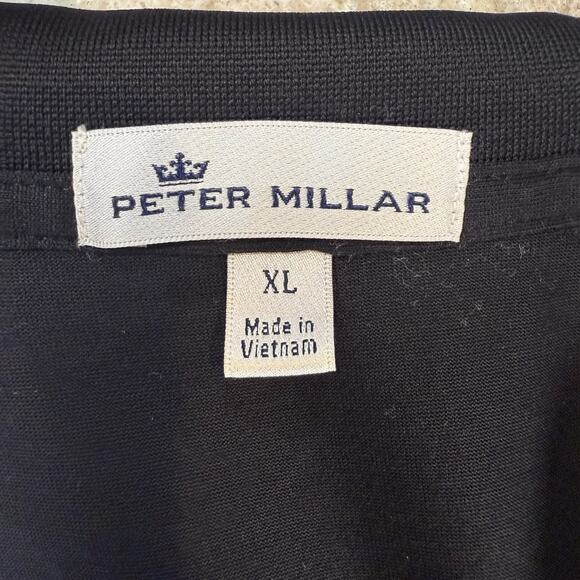 PETER MILLAR
XL
Made in
Vietnam